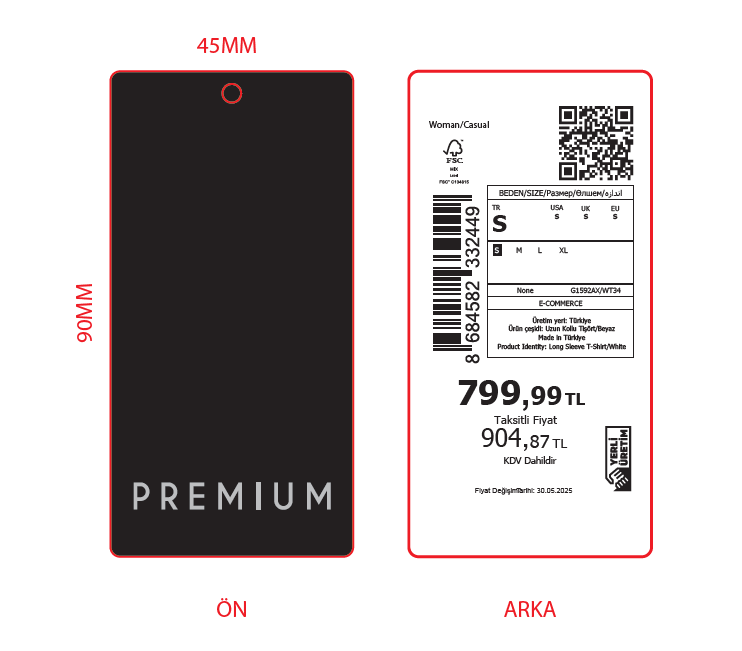 45MM
90MM
PREMIUM
ÖN
Woman/Casual
FSC
MIX
FSC® C104815
8 684582 332449
BEDEN/SIZE/Размер/Өлшем/اندازه
TR USA UK EU
S S S S
S M L XL
None G1592AX/WT34
E-COMMERCE
Üretim yeri: Türkiye
Ürün çeşidi: Uzun Kollu Tişört/Beyaz
Made in Türkiye
Product Identity: Long Sleeve T-Shirt/White
799,99 TL
Taksitli Fiyat
904,87 TL
KDV Dahildir
YERLİ
ÜRETİM
Fiyat DeğişimTarihi: 30.05.2025
ARKA